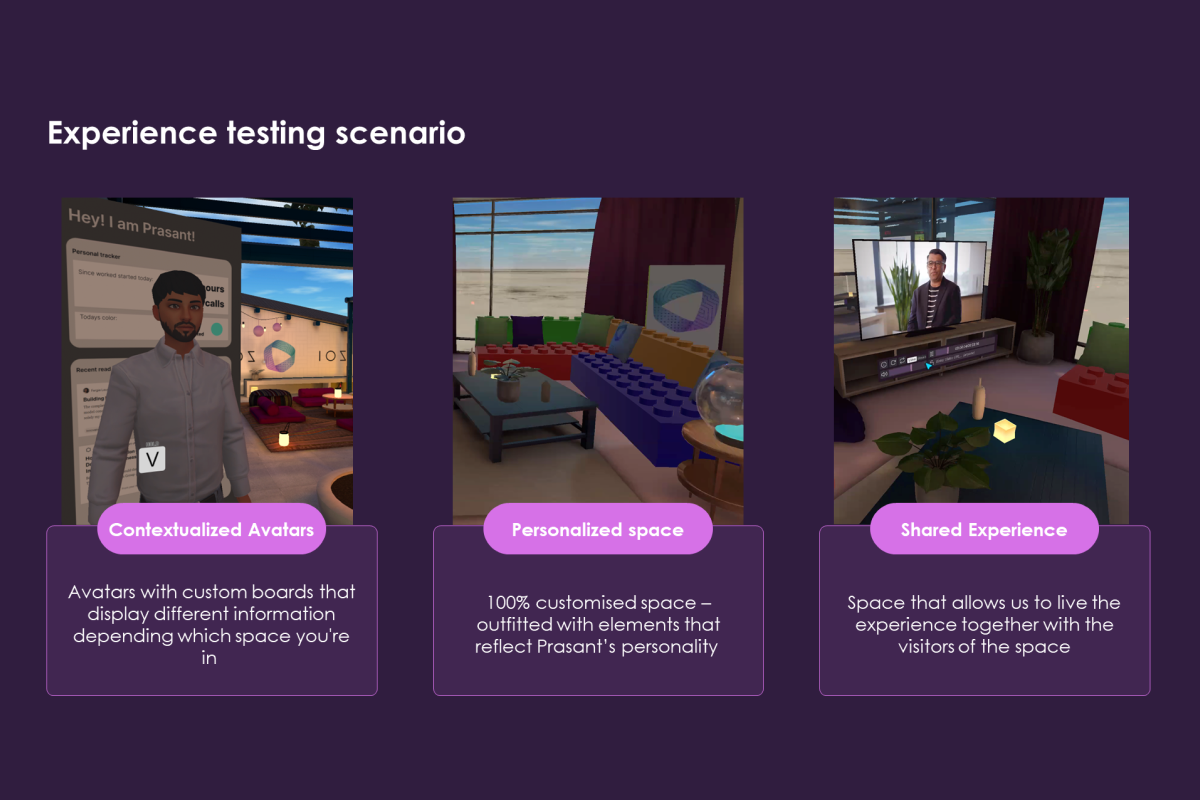 Experience testing scenario
Hey! I am Prasant!
Personal tracker
Since worked started today
ours
calls
Todays color:
Recent read
Building
HOLD
V
Contextualized Avatars
Avatars with custom boards that
display different information
depending which space you're
in
Personalized space
100% customised space –
outfitted with elements that
reflect Prasant’s personality
Shared Experience
Space that allows us to live the
experience together with the
visitors of the space